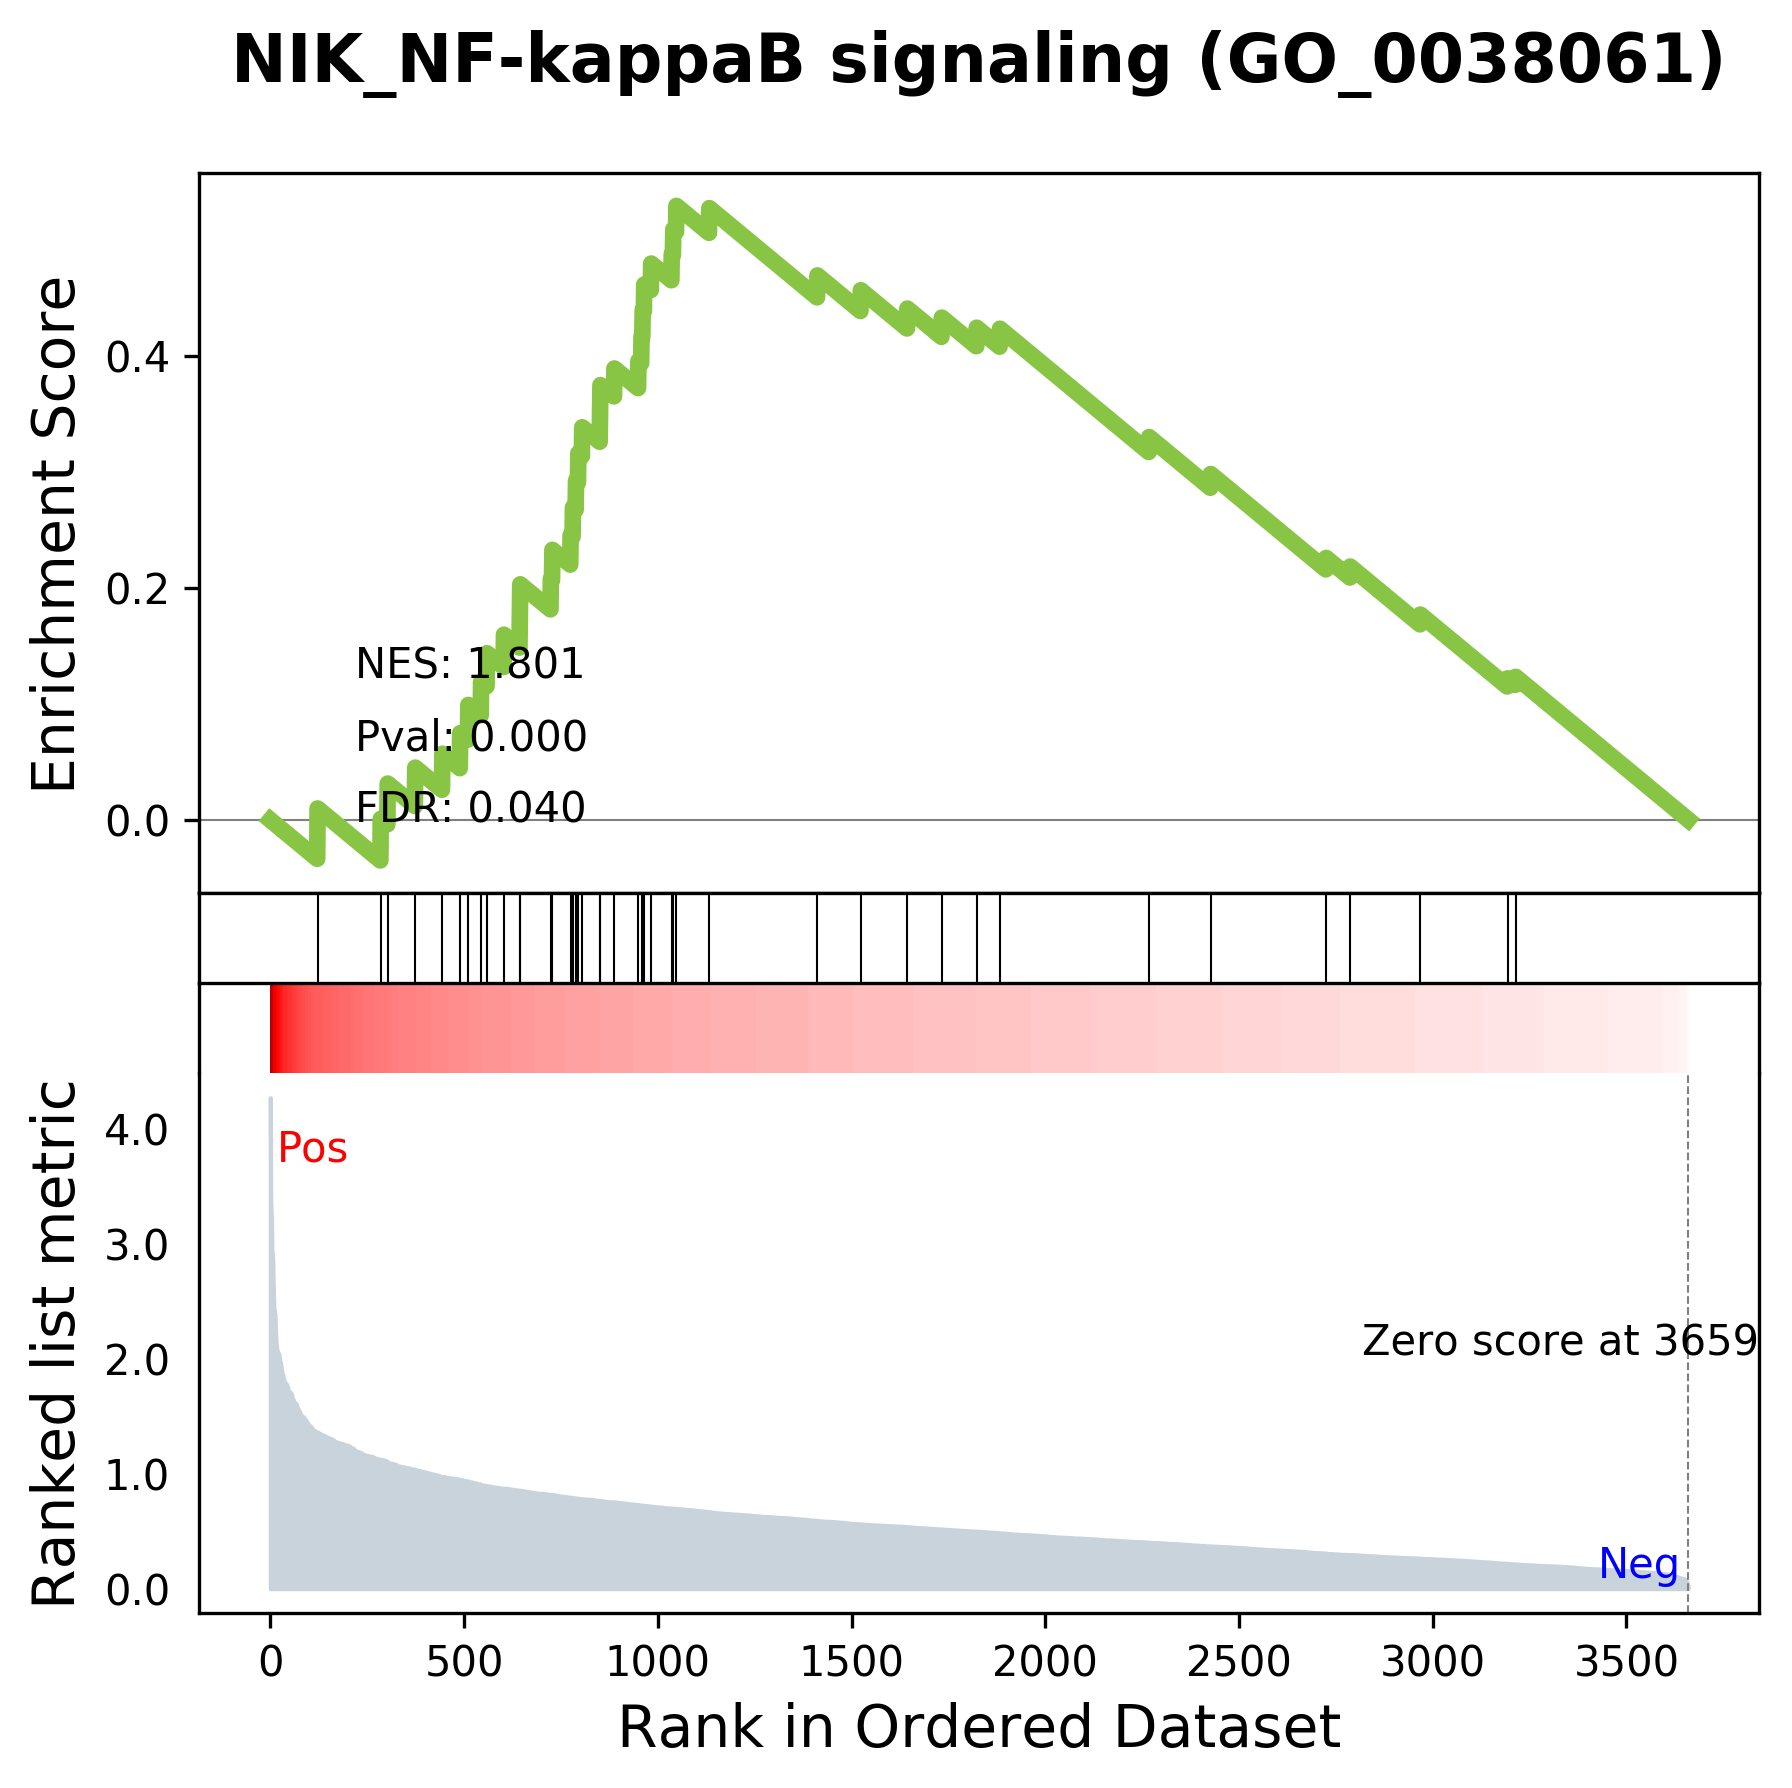 NIK_NF-kappaB signaling (GO_0038061)
Enrichment Score
0.4
0.2
0.0
NES: 1.801
Pval: 0.000
FDR: 0.040
Ranked list metric
4.0
3.0
2.0
1.0
0.0
Pos
Zero score at 3659
Neg
0 500 1000 1500 2000 2500 3000 3500
Rank in Ordered Dataset